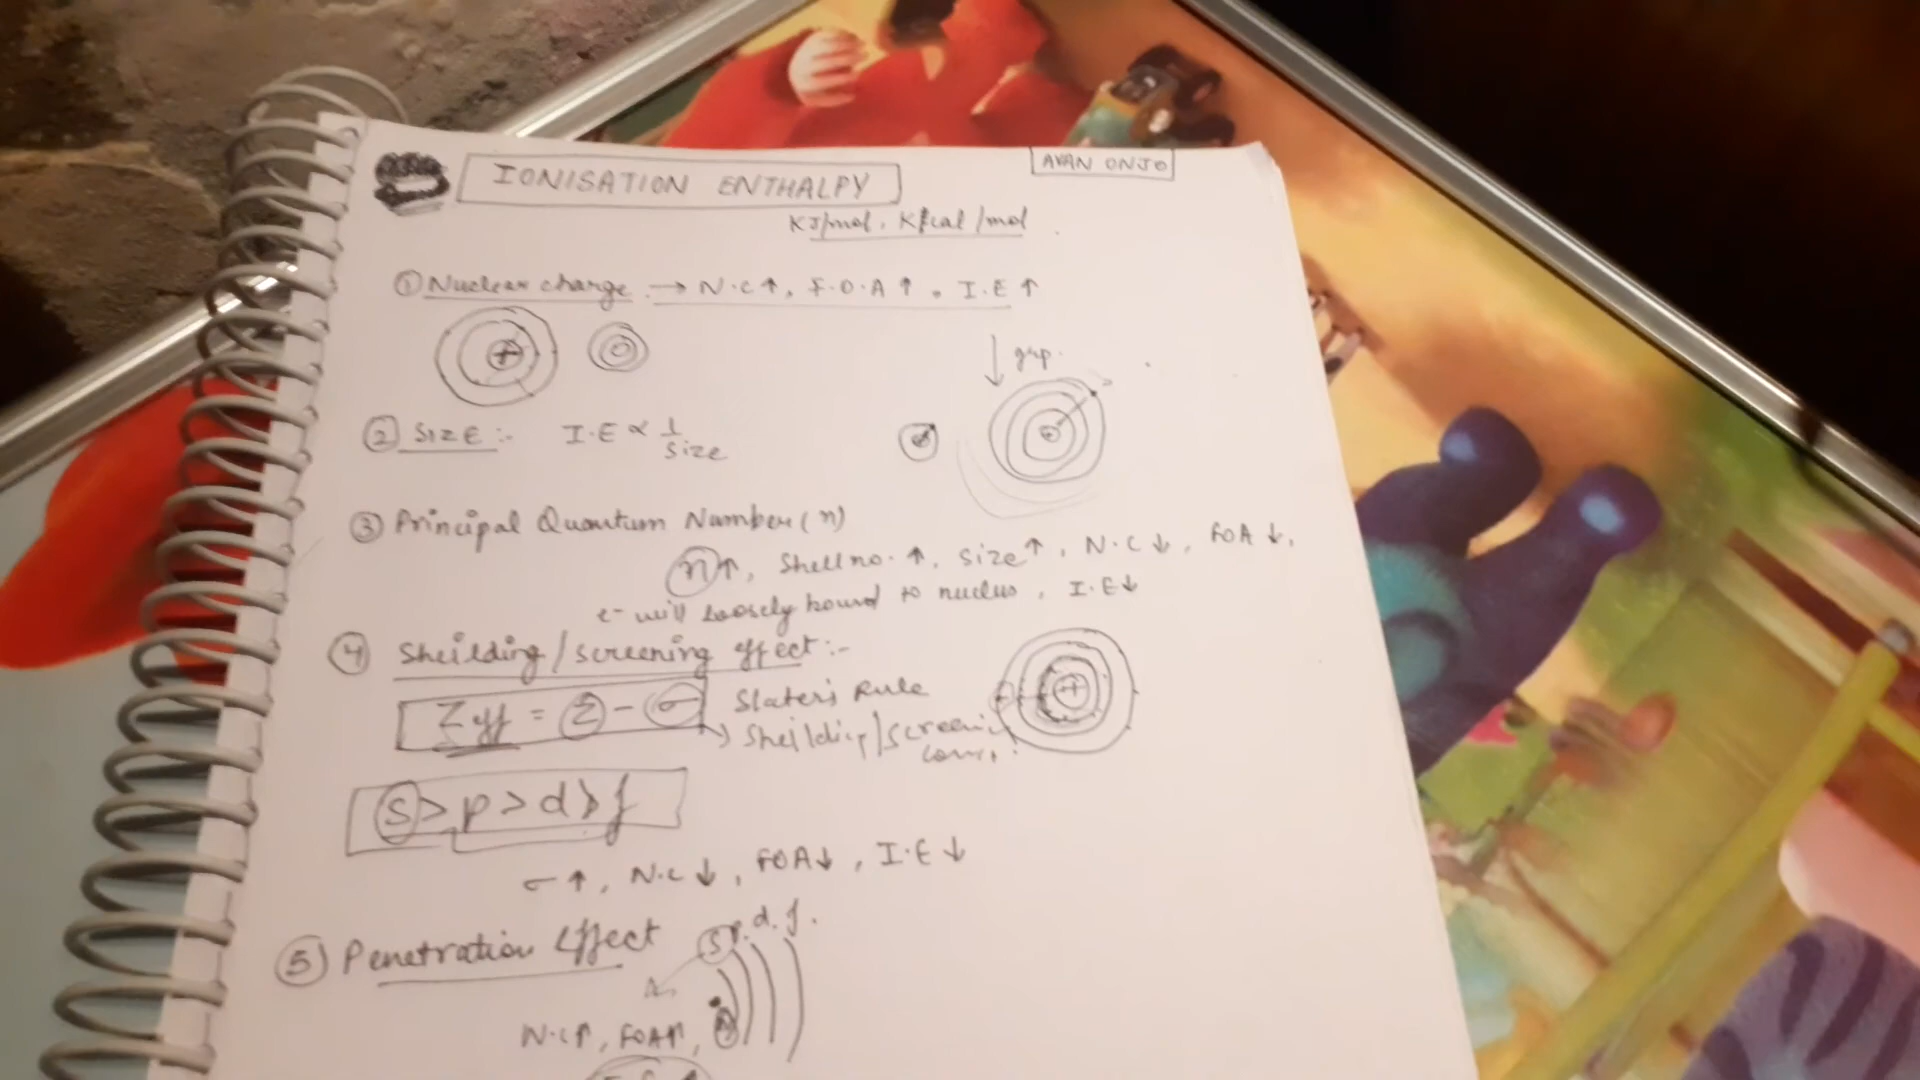 IONISATION ENTHALPY
AYAN ONJO
KJ/mol, Kcal/mol
① Nuclear charge → N.C↑, F.O.A↑, I.E↑
↓ grp.
② SIZE :- I.E ∝ 1/Size
③ Principal Quantum Number (n)
n↑, Shell no. ↑, Size↑, N.C↓, FOA↓,
e- will loosely bound to nucleus, I.E↓
④ Sheilding/screening effect :-
Zeff = Z - σ Slater's Rule
→ Sheilding/screening
const.
s > p > d > f
σ↑, N.C↓, FOA↓, I.E↓
⑤ Penetration Effect
S p. d. f.
N.C↑, FOA↑,